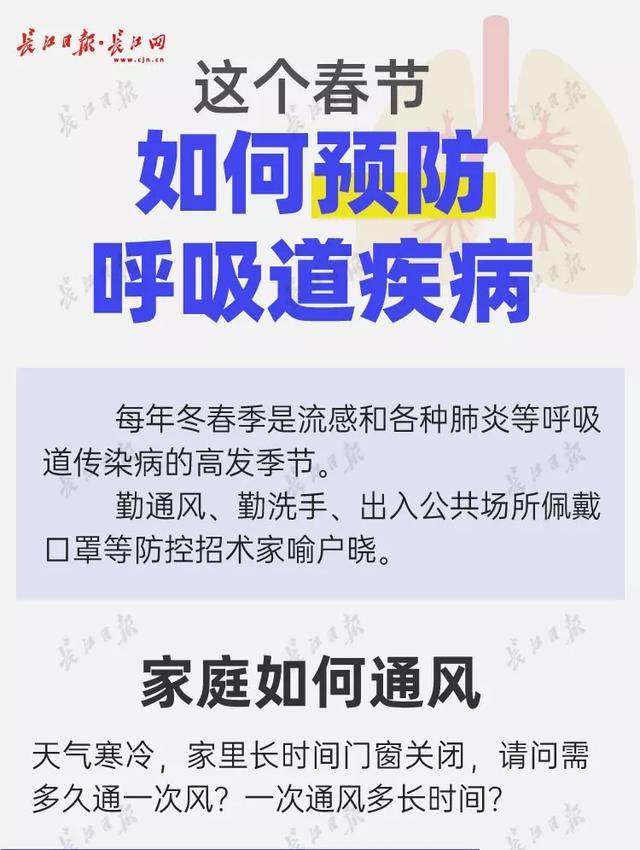 长江日报·长江网
www.cjn.cn
这个春节
如何预防
呼吸道疾病
每年冬春季是流感和各种肺炎等呼吸
道传染病的高发季节。
勤通风、勤洗手、出入公共场所佩戴
口罩等防控招术家喻户晓。
家庭如何通风
天气寒冷，家里长时间门窗关闭，请问需
多久通一次风？一次通风多长时间？